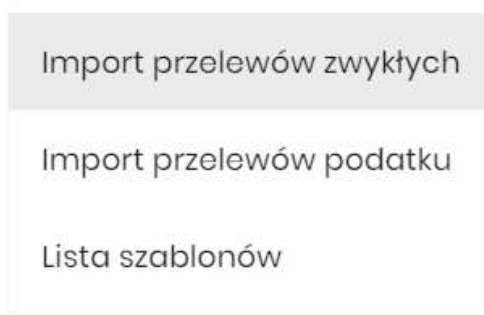 Import przelewów zwykłych
Import przelewów podatku
Lista szablonów